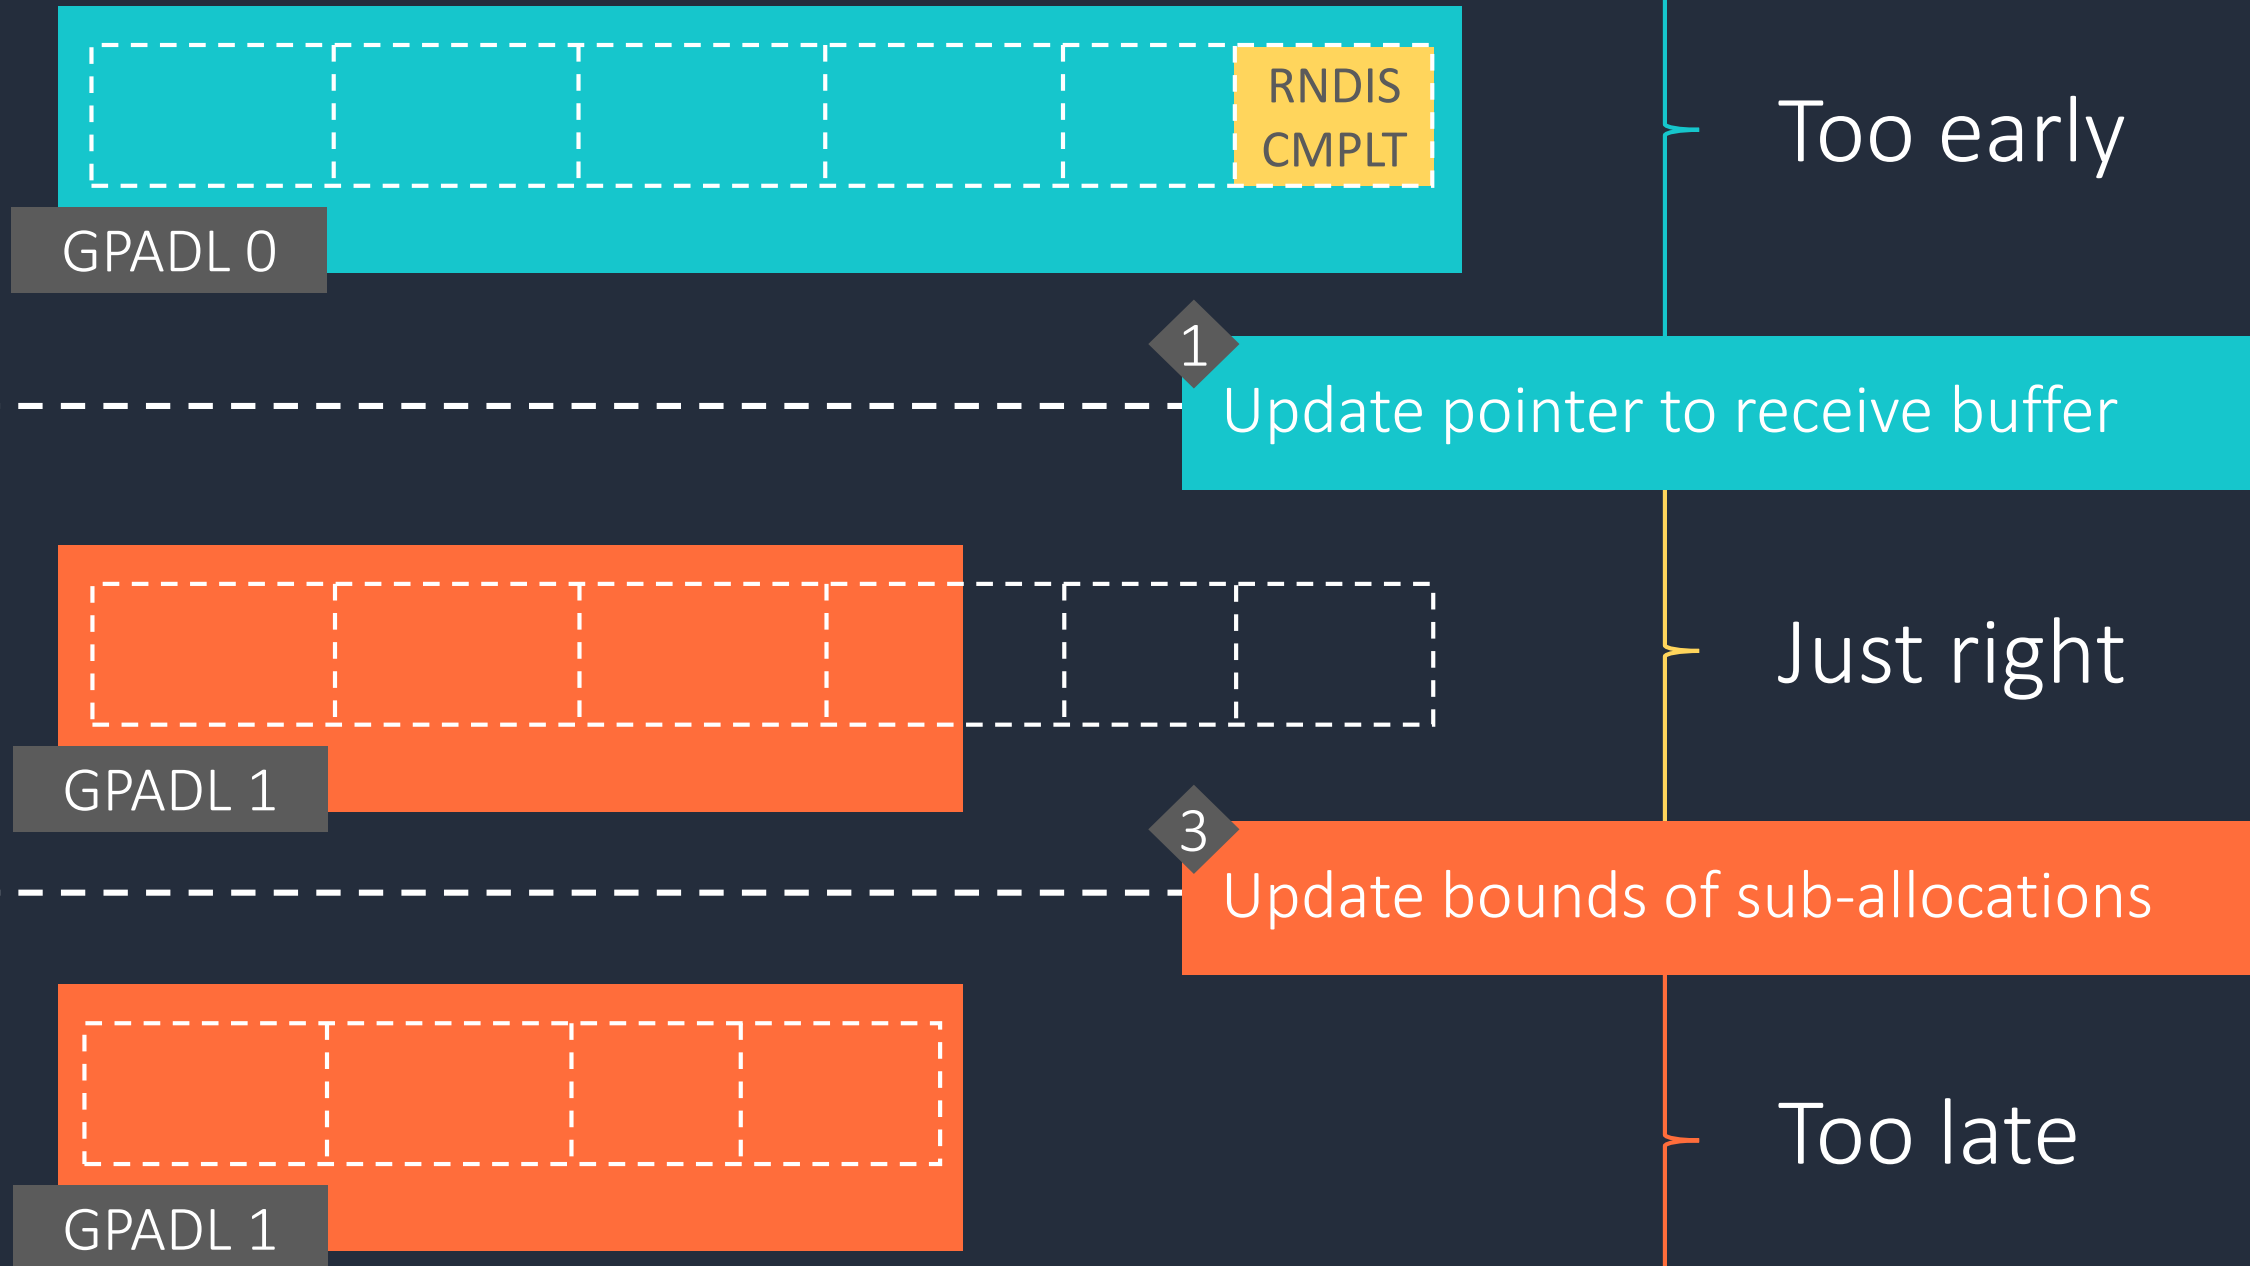 RNDIS
CMPLT
Too early
GPADL 0
1
Update pointer to receive buffer
Just right
GPADL 1
3
Update bounds of sub-allocations
Too late
GPADL 1